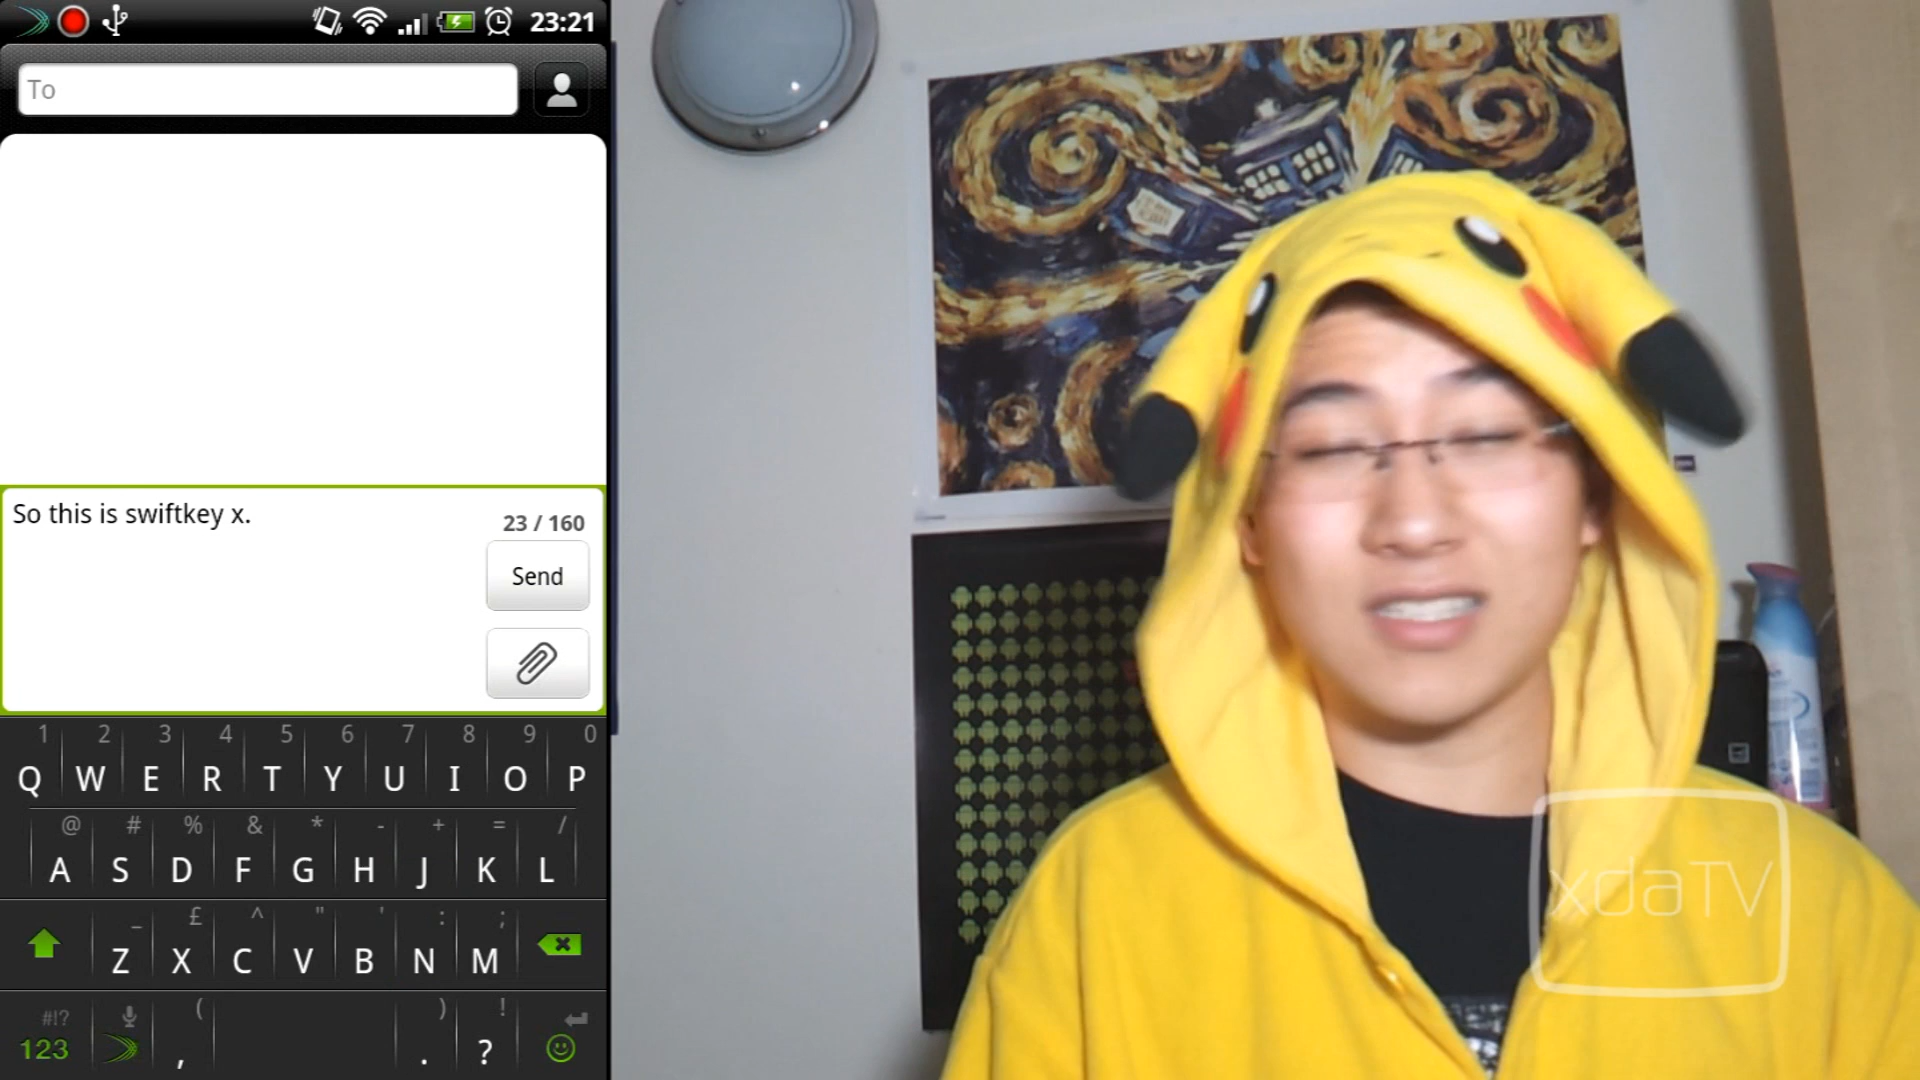 23:21
To
So this is swiftkey x.
23 / 160
Send
1 2 3 4 5 6 7 8 9 0
Q W E R T Y U I O P
@ # % & * - + = /
A S D F G H J K L
_ £ ^ " ' : ;
Z X C V B N M
#!? ( ) !
123 , . ?
xdaTV